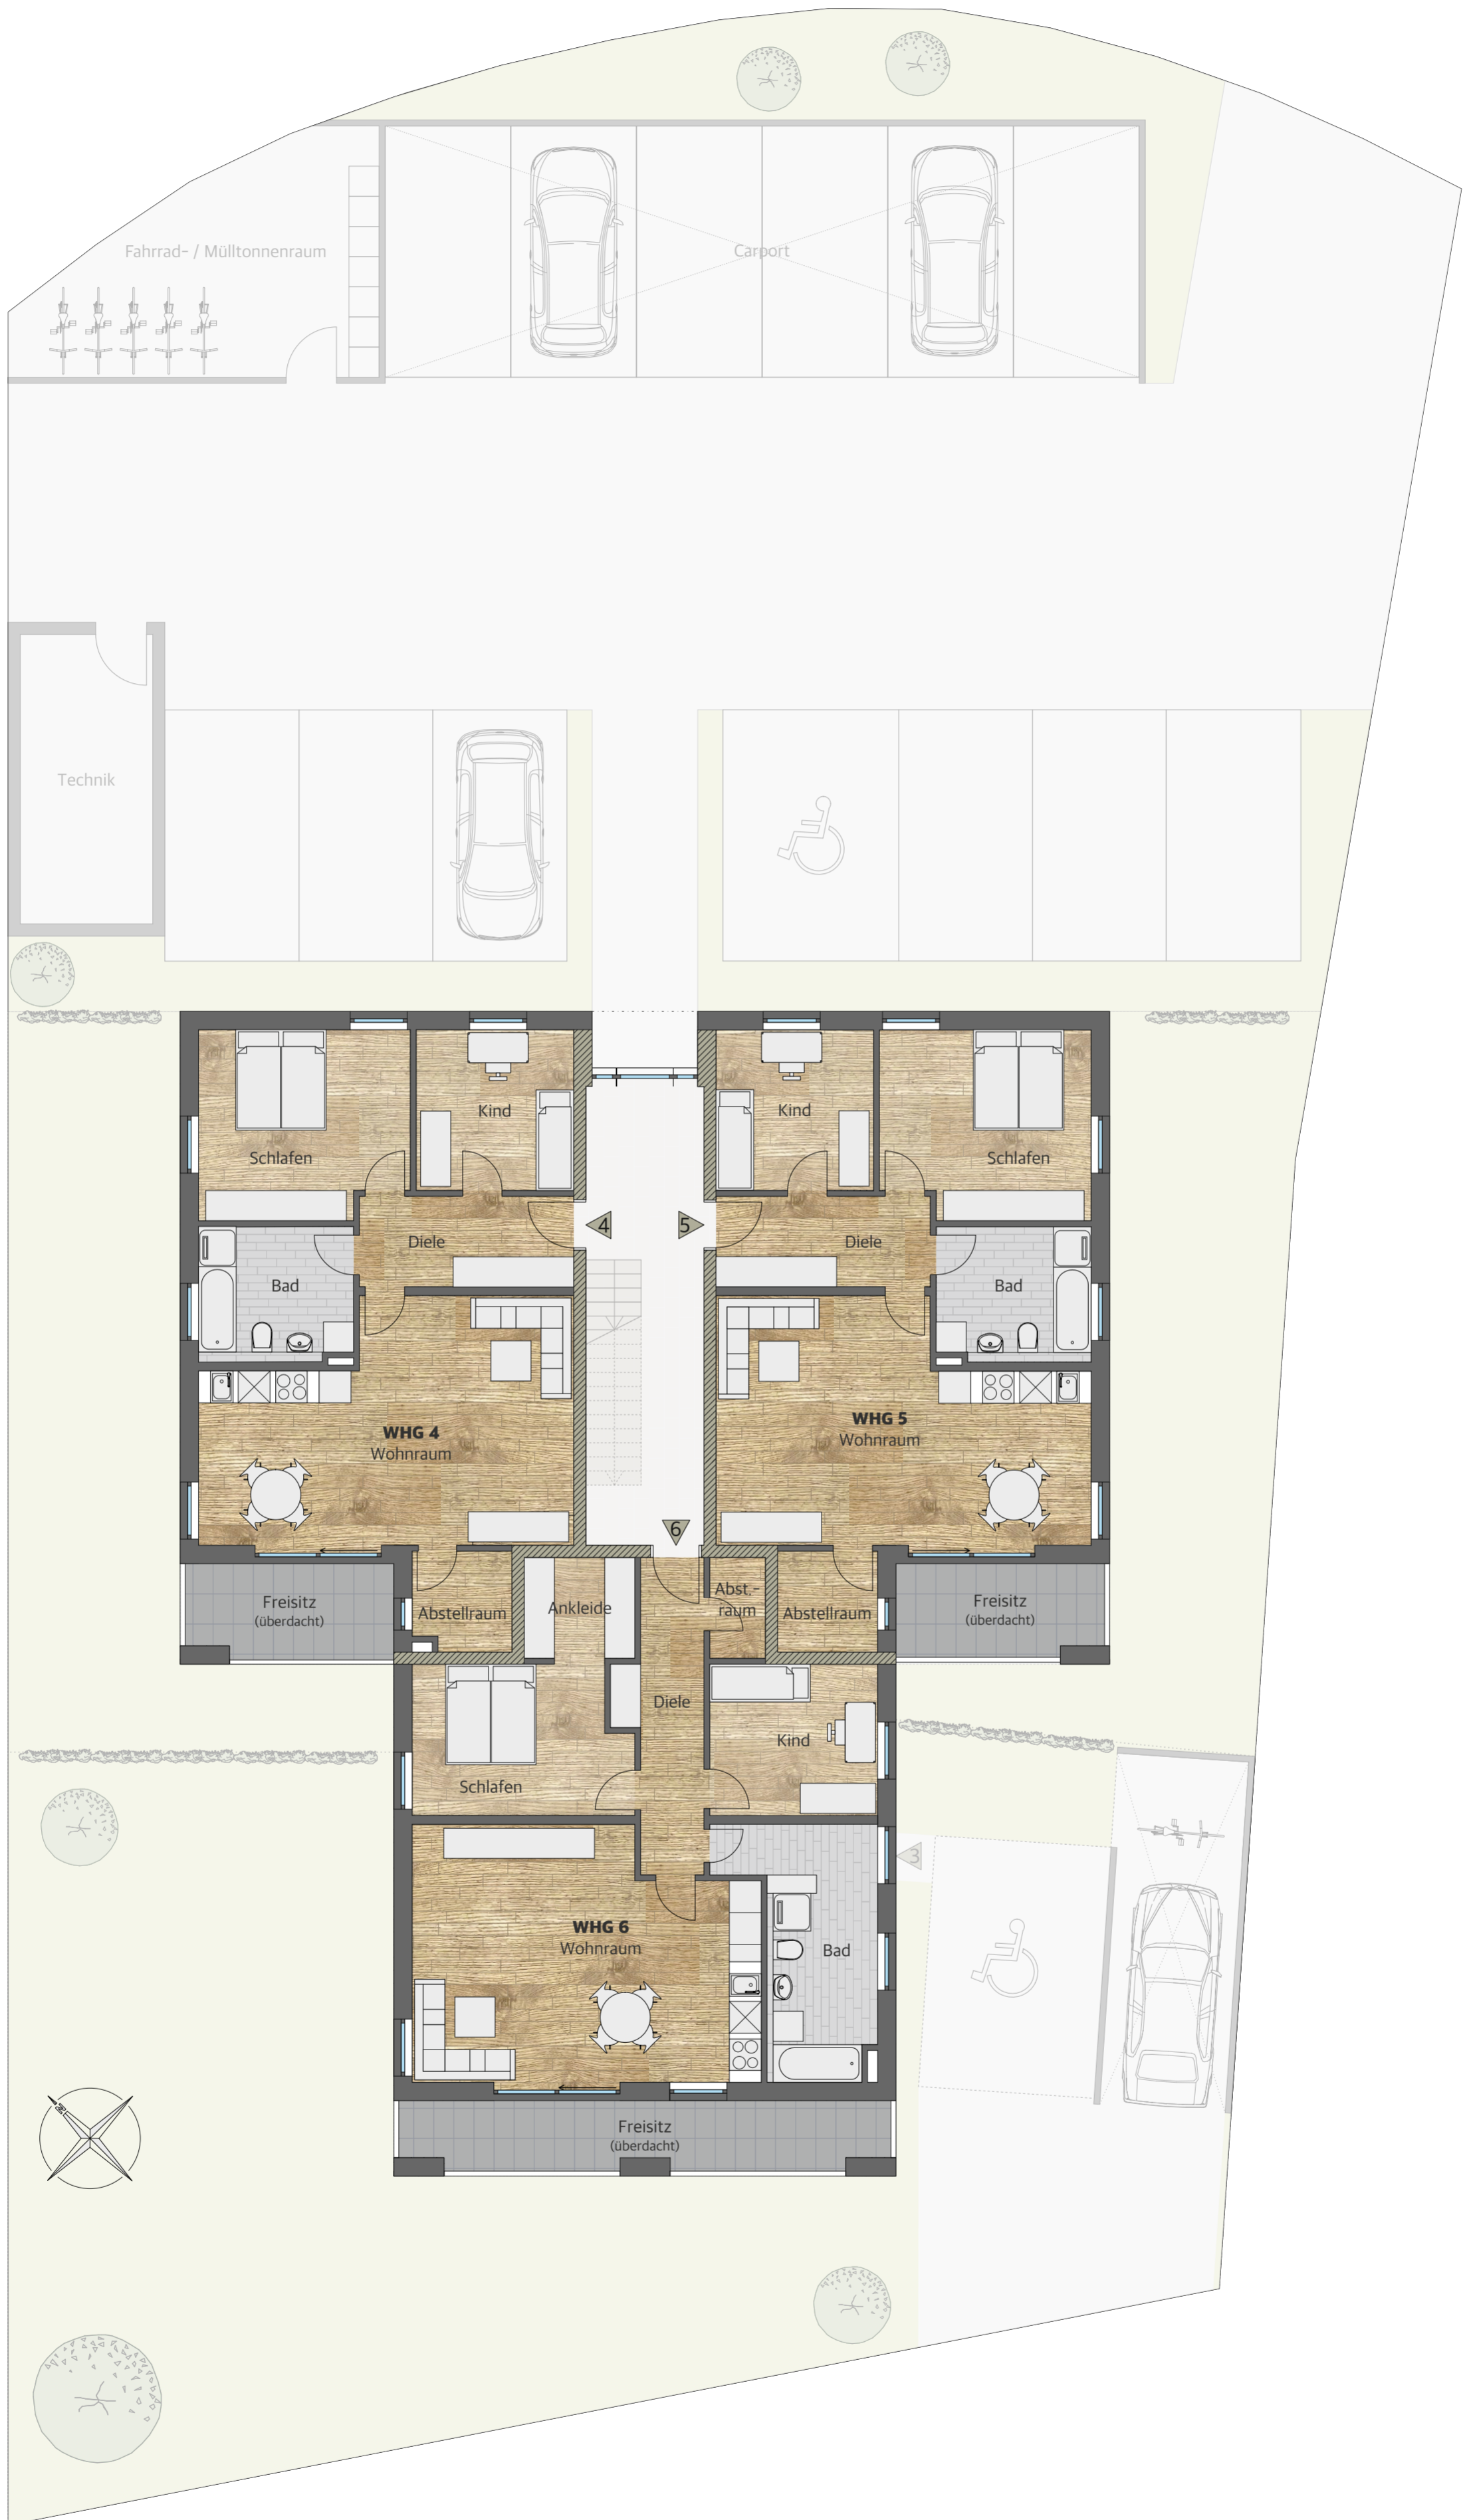 Fahrrad- / Mülltonnenraum
Carport
Technik
Kind
Kind
Schlafen
Schlafen
4
5
Diele
Diele
Bad
Bad
WHG 4
Wohnraum
WHG 5
Wohnraum
6
Freisitz
(überdacht)
Abstellraum
Ankleide
Abst.-
raum
Abstellraum
Freisitz
(überdacht)
Diele
Kind
Schlafen
3
WHG 6
Wohnraum
Bad
N
Freisitz
(überdacht)